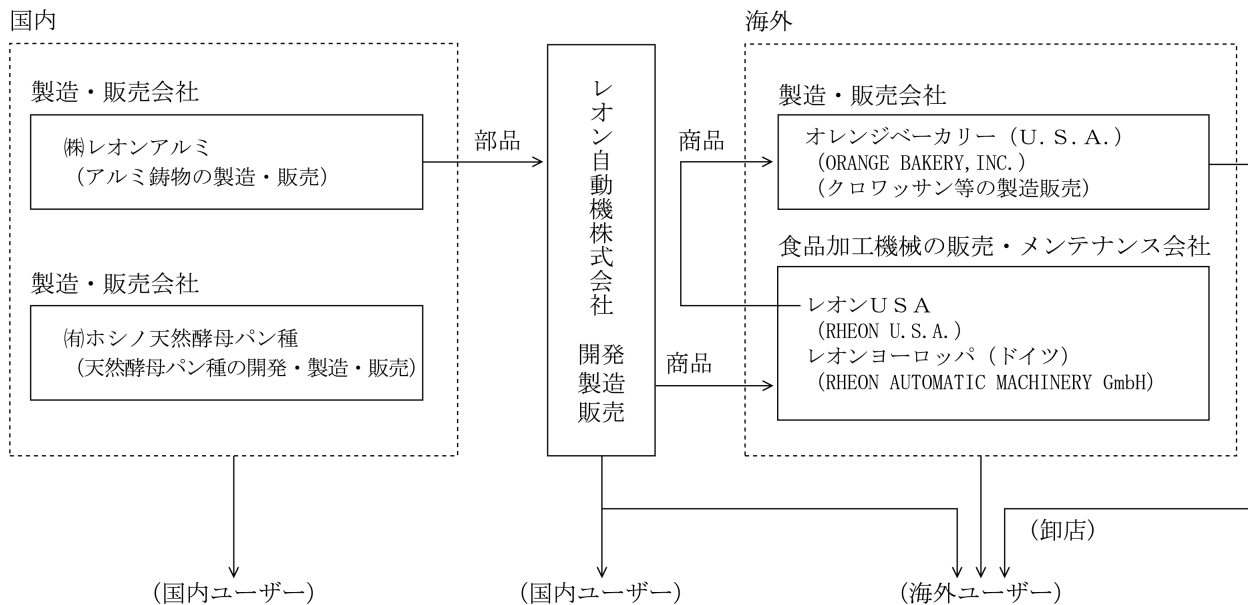 国内
製造・販売会社
㈱レオンアルミ
（アルミ鋳物の製造・販売）
製造・販売会社
㈲ホシノ天然酵母パン種
（天然酵母パン種の開発・製造・販売）
部品
レオン自動機株式会社
開発
製造
販売
商品
商品
海外
製造・販売会社
オレンジベーカリー（Ｕ．Ｓ．Ａ．）
（ORANGE BAKERY,INC.）
（クロワッサン等の製造販売）
食品加工機械の販売・メンテナンス会社
レオンＵＳＡ
（RHEON U.S.A.）
レオンヨーロッパ（ドイツ）
（RHEON AUTOMATIC MACHINERY GmbH）
（卸店）
（国内ユーザー）
（国内ユーザー）
（海外ユーザー）